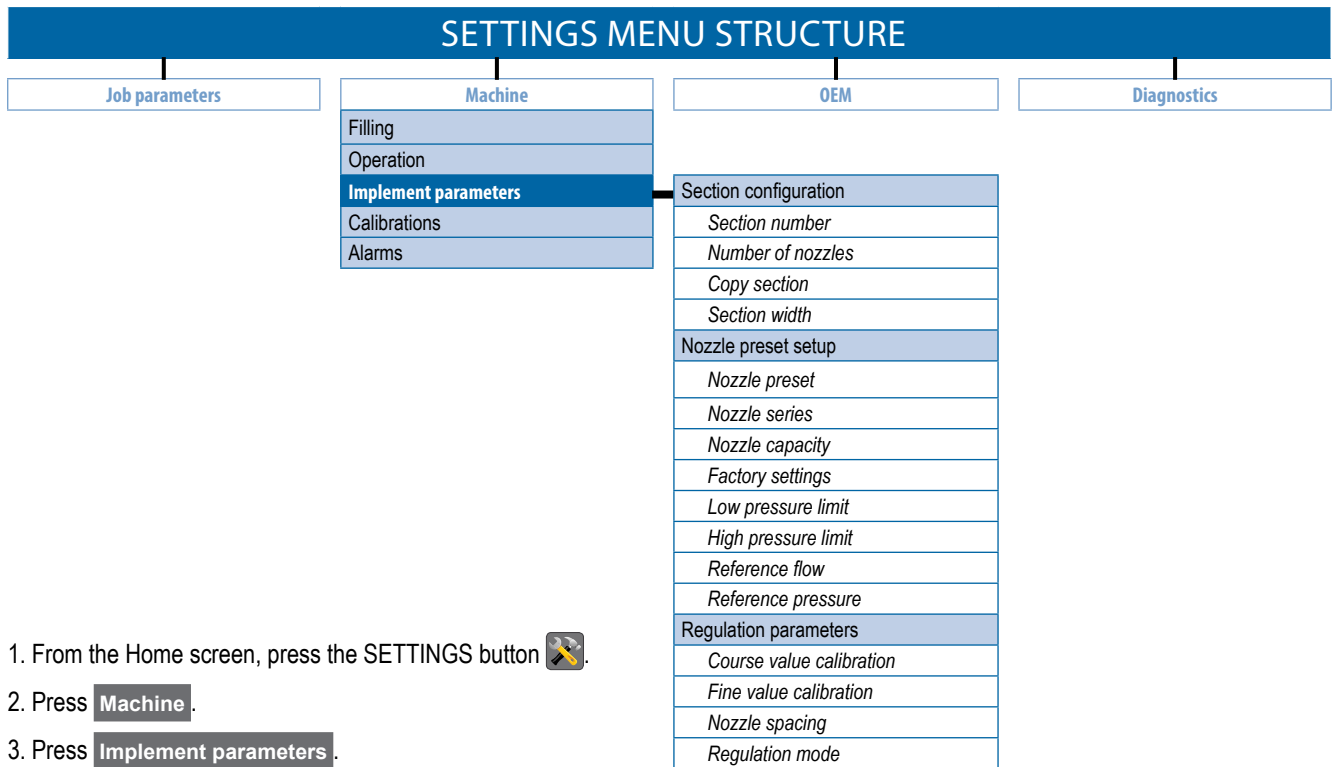 SETTINGS MENU STRUCTURE
Job parameters
Machine
OEM
Diagnostics
Filling
Operation
Implement parameters
Calibrations
Alarms
Section configuration
Section number
Number of nozzles
Copy section
Section width
Nozzle preset setup
Nozzle preset
Nozzle series
Nozzle capacity
Factory settings
Low pressure limit
High pressure limit
Reference flow
Reference pressure
Regulation parameters
Course value calibration
Fine value calibration
Nozzle spacing
Regulation mode
1. From the Home screen, press the SETTINGS button .
2. Press Machine .
3. Press Implement parameters .